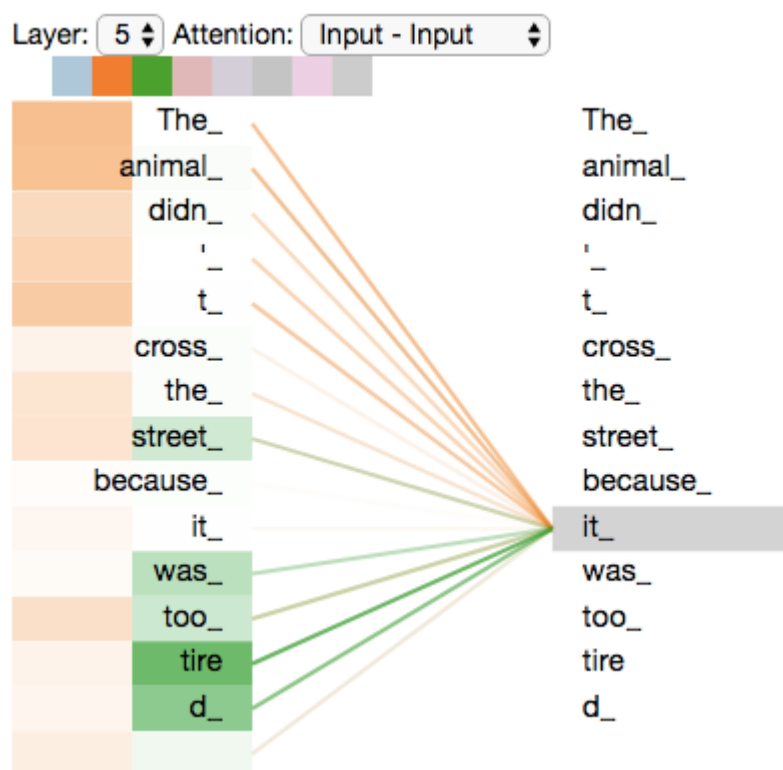 Layer: 5 Attention: Input - Input
The_ The_
animal_ animal_
didn_ didn_
'_ '_
t_ t_
cross_ cross_
the_ the_
street_ street_
because_ because_
it_ it_
was_ was_
too_ too_
tire tire
d_ d_